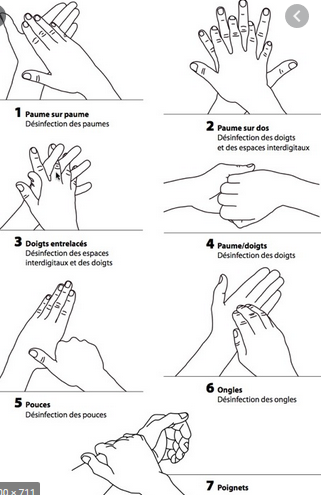 1 Paume sur paume
Désinfection des paumes
2 Paume sur dos
Désinfection des doigts
et des espaces interdigitaux
3 Doigts entrelacés
Désinfection des espaces
interdigitaux et des doigts
4 Paume/doigts
Désinfection des doigts
5 Pouces
Désinfection des pouces
6 Ongles
Désinfection des ongles
7 Poignets
00 × 711